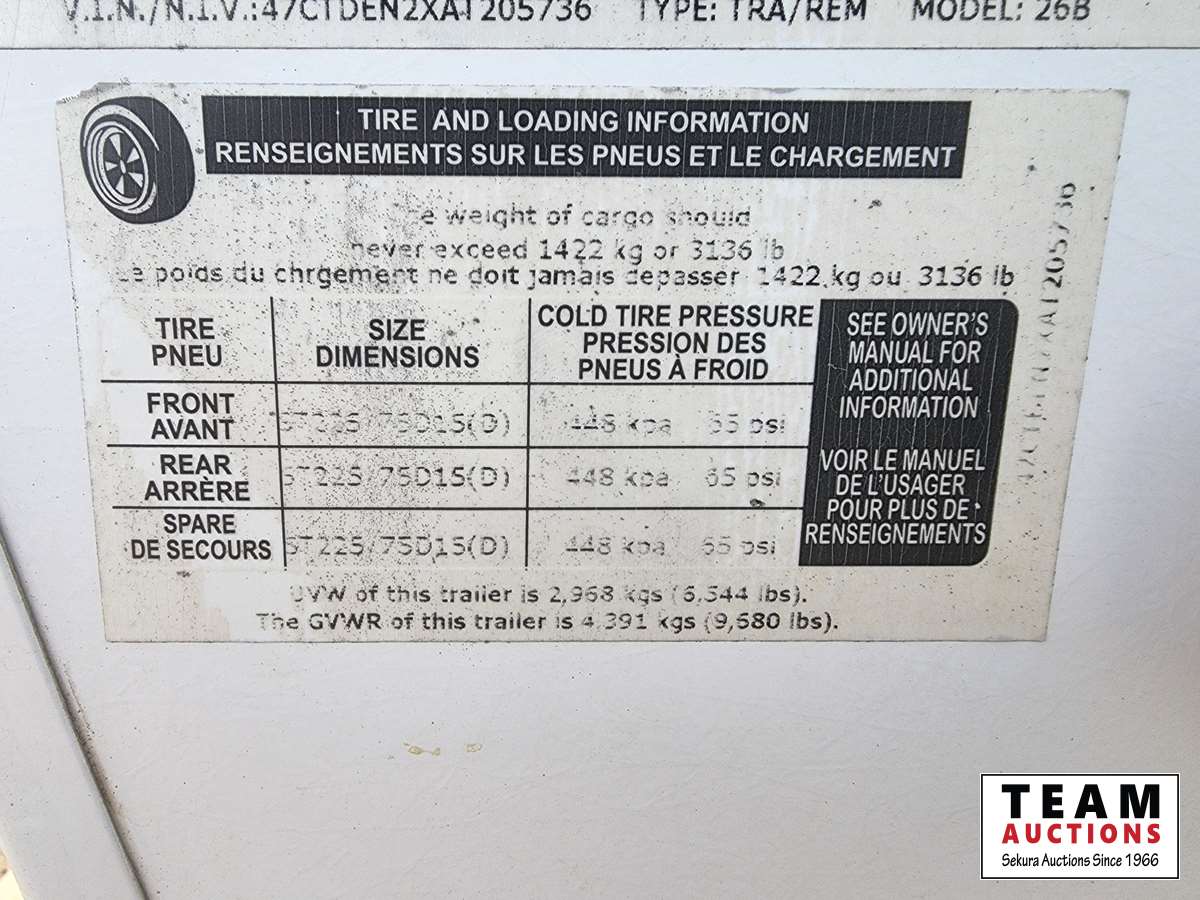 V.I.N./N.I.V.:47CTDEN2XAT205736 TYPE: TRA/REM MODEL: 26B
TIRE AND LOADING INFORMATION
RENSEIGNEMENTS SUR LES PNEUS ET LE CHARGEMENT
The weight of cargo should
never exceed 1422 kg or 3136 lb
Le poids du chrgement ne doit jamais depasser 1422 kg ou 3136 lb
TIRE
PNEU
SIZE
DIMENSIONS
COLD TIRE PRESSURE
PRESSION DES
PNEUS À FROID
SEE OWNER'S
MANUAL FOR
ADDITIONAL
INFORMATION
VOIR LE MANUEL
DE L'USAGER
POUR PLUS DE
RENSEIGNEMENTS
FRONT
AVANT
ST225/75D15(D) 448 kpa 65 psi
REAR
ARRÈRE
ST225/75D15(D) 448 kpa 65 psi
SPARE
DE SECOURS
ST225/75D15(D) 448 kpa 65 psi
UVW of this trailer is 2,968 kgs (6,544 lbs).
The GVWR of this trailer is 4,391 kgs (9,680 lbs).
47CTDEN2XAT205736
TEAM
AUCTIONS
Sekura Auctions Since 1966